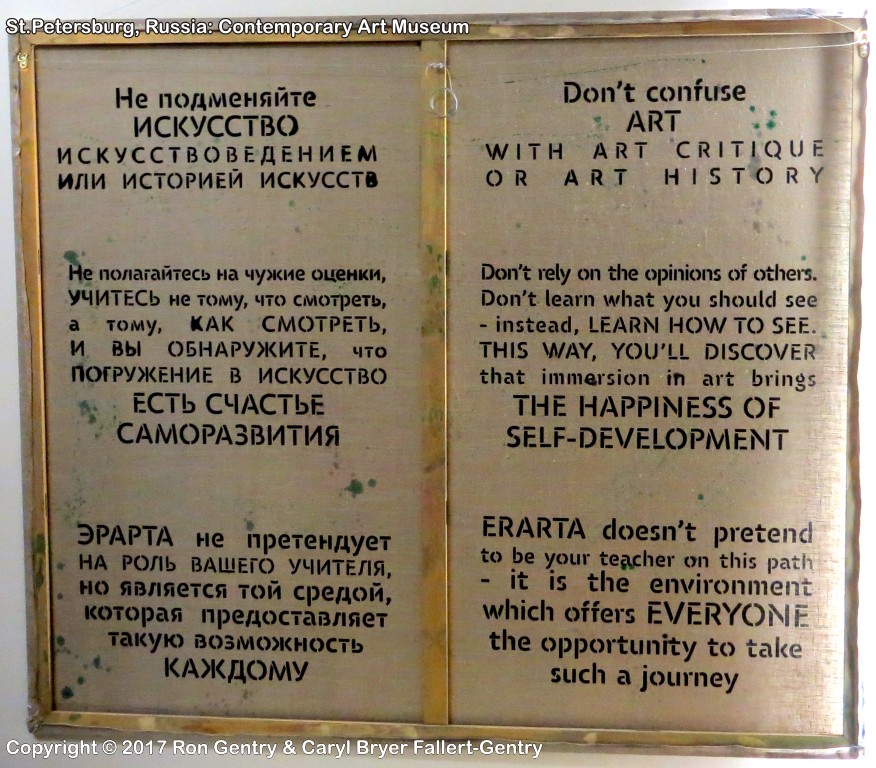 St.Petersburg, Russia: Contemporary Art Museum
Не подменяйте
ИСКУССТВО
ИСКУССТВОВЕДЕНИЕМ
ИЛИ ИСТОРИЕЙ ИСКУССТВ
Не полагайтесь на чужие оценки,
УЧИТЕСЬ не тому, что смотреть,
а тому, КАК СМОТРЕТЬ,
И ВЫ ОБНАРУЖИТЕ, что
ПОГРУЖЕНИЕ В ИСКУССТВО
ЕСТЬ СЧАСТЬЕ
САМОРАЗВИТИЯ
ЭРАРТА не претендует
НА РОЛЬ ВАШЕГО УЧИТЕЛЯ,
но является той средой,
которая предоставляет
такую возможность
КАЖДОМУ
Don't confuse
ART
WITH ART CRITIQUE
OR ART HISTORY
Don't rely on the opinions of others.
Don't learn what you should see
- instead, LEARN HOW TO SEE.
THIS WAY, YOU'LL DISCOVER
that immersion in art brings
THE HAPPINESS OF
SELF-DEVELOPMENT
ERARTA doesn't pretend
to be your teacher on this path
- it is the environment
which offers EVERYONE
the opportunity to take
such a journey
Copyright © 2017 Ron Gentry & Caryl Bryer Fallert-Gentry